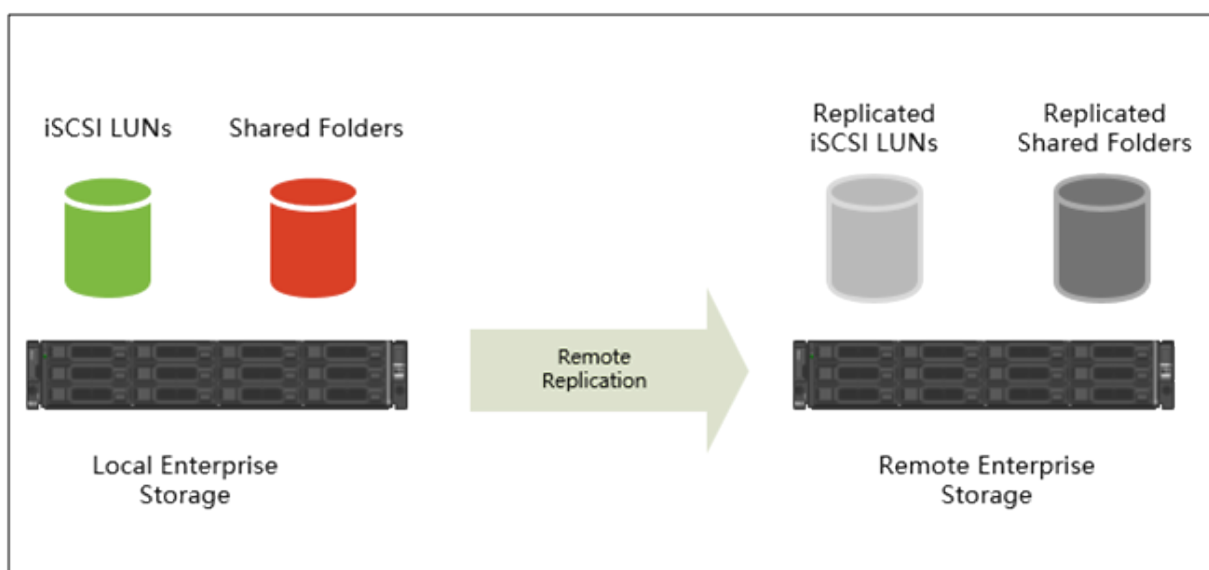 iSCSI LUNs
Shared Folders
Replicated
iSCSI LUNs
Replicated
Shared Folders
Remote
Replication
Local Enterprise
Storage
Remote Enterprise
Storage